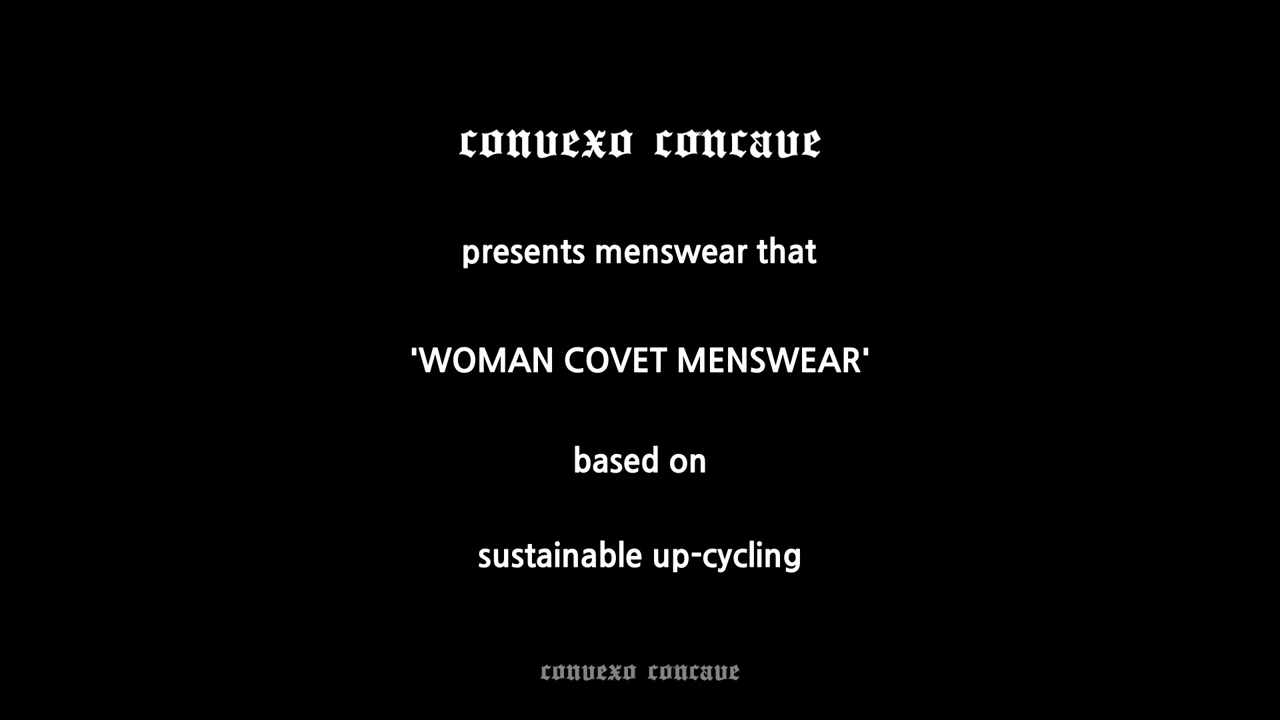 convexo concave
presents menswear that
'WOMAN COVET MENSWEAR'
based on
sustainable up-cycling
convexo concave